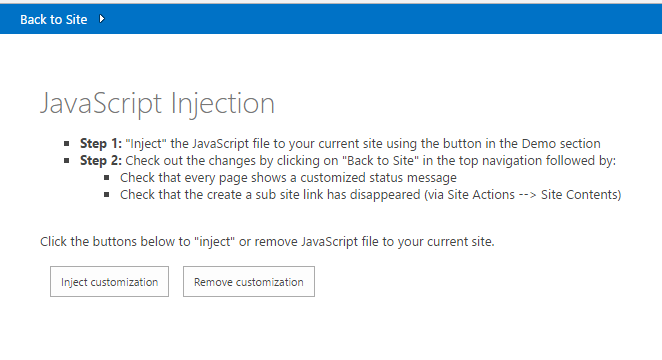 Back to Site
JavaScript Injection
Step 1: "Inject" the JavaScript file to your current site using the button in the Demo section
Step 2: Check out the changes by clicking on "Back to Site" in the top navigation followed by:
Check that every page shows a customized status message
Check that the create a sub site link has disappeared (via Site Actions --> Site Contents)
Click the buttons below to "inject" or remove JavaScript file to your current site.
Inject customization Remove customization